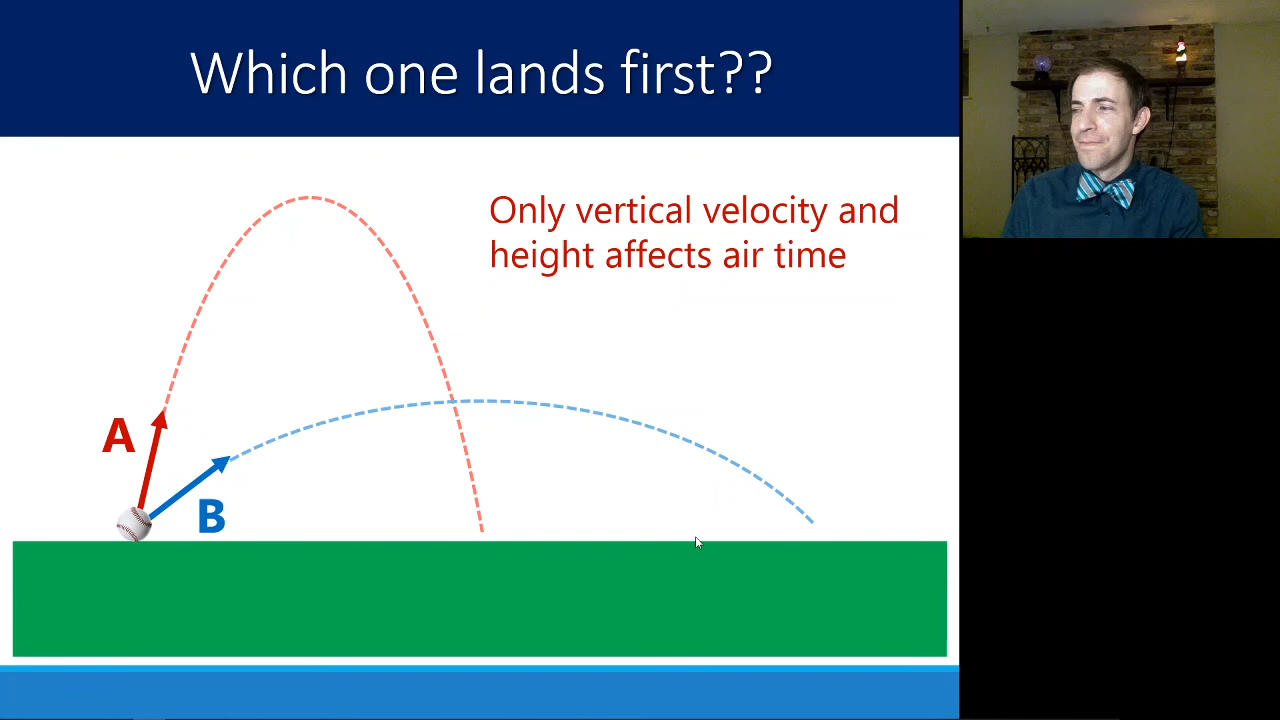 Which one lands first??
Only vertical velocity and
height affects air time
A
B